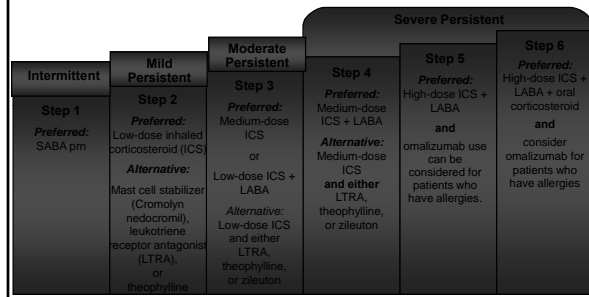 Severe Persistent
Moderate
Persistent
Mild
Persistent
Intermittent
Step 1
Preferred:
SABA prn
Step 2
Preferred:
Low-dose inhaled
corticosteroid (ICS)
Alternative:
Mast cell stabilizer
(Cromolyn
nedocromil),
leukotriene
receptor antagonist
(LTRA),
or
theophylline
Step 3
Preferred:
Medium-dose
ICS
or
Low-dose ICS +
LABA
Alternative:
Low-dose ICS
and either
LTRA,
theophylline,
or zileuton
Step 4
Preferred:
Medium-dose
ICS + LABA
Alternative:
Medium-dose
ICS
and either
LTRA,
theophylline,
or zileuton
Step 5
Preferred:
High-dose ICS +
LABA
and
omalizumab use
can be
considered for
patients who
have allergies.
Step 6
Preferred:
High-dose ICS +
LABA + oral
corticosteroid
and
consider
omalizumab for
patients who
have allergies